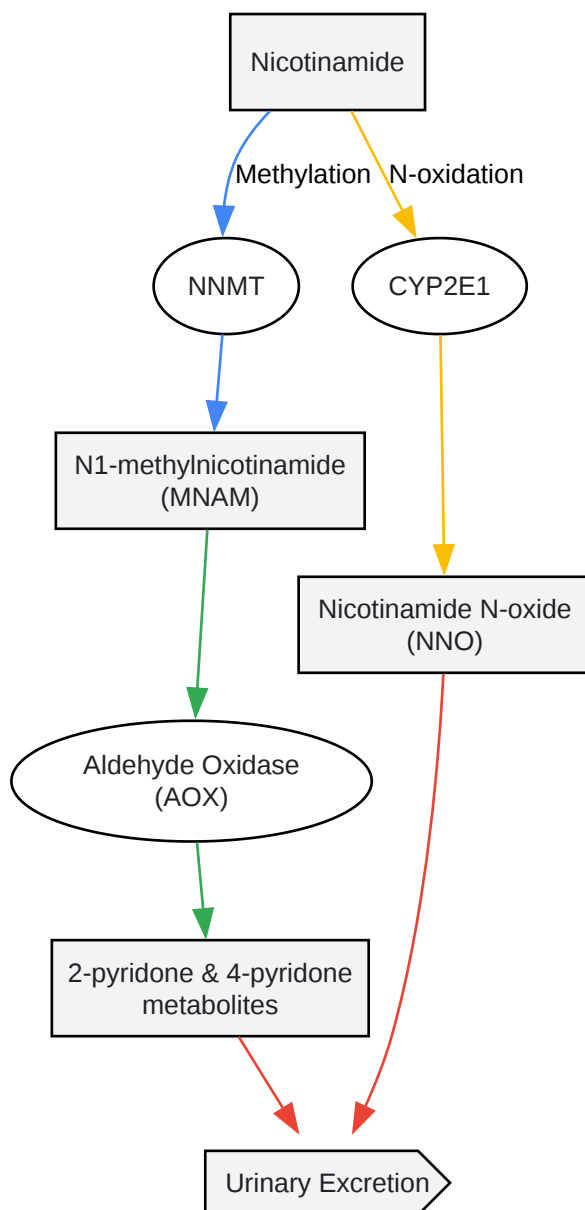 Nicotinamide
Methylation
N-oxidation
NNMT
CYP2E1
N1-methylnicotinamide
(MNAM)
Nicotinamide N-oxide
(NNO)
Aldehyde Oxidase
(AOX)
2-pyridone & 4-pyridone
metabolites
Urinary Excretion